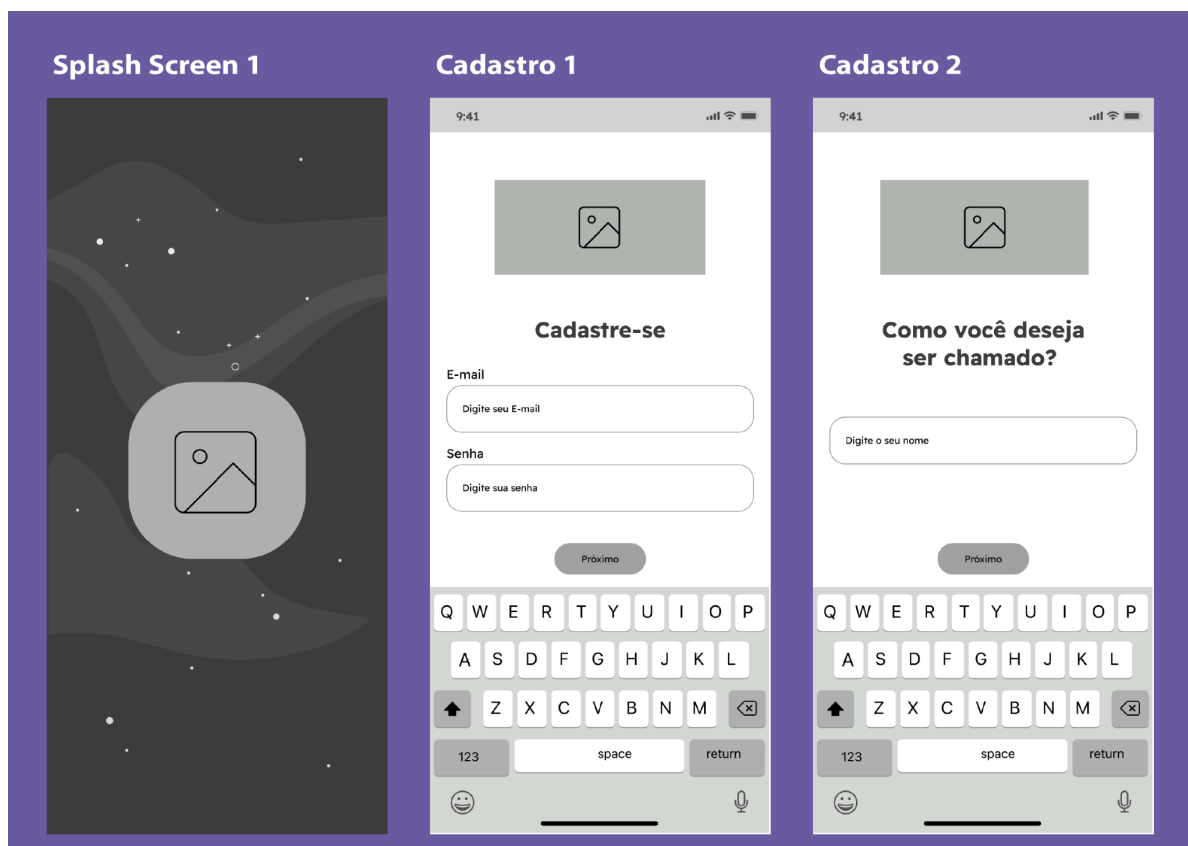 Splash Screen 1
Cadastro 1
Cadastro 2
9:41
Cadastre-se
E-mail
Digite seu E-mail
Senha
Digite sua senha
Próximo
Q W E R T Y U I O P
A S D F G H J K L
Z X C V B N M
123 space return
9:41
Como você deseja
ser chamado?
Digite o seu nome
Próximo
Q W E R T Y U I O P
A S D F G H J K L
Z X C V B N M
123 space return